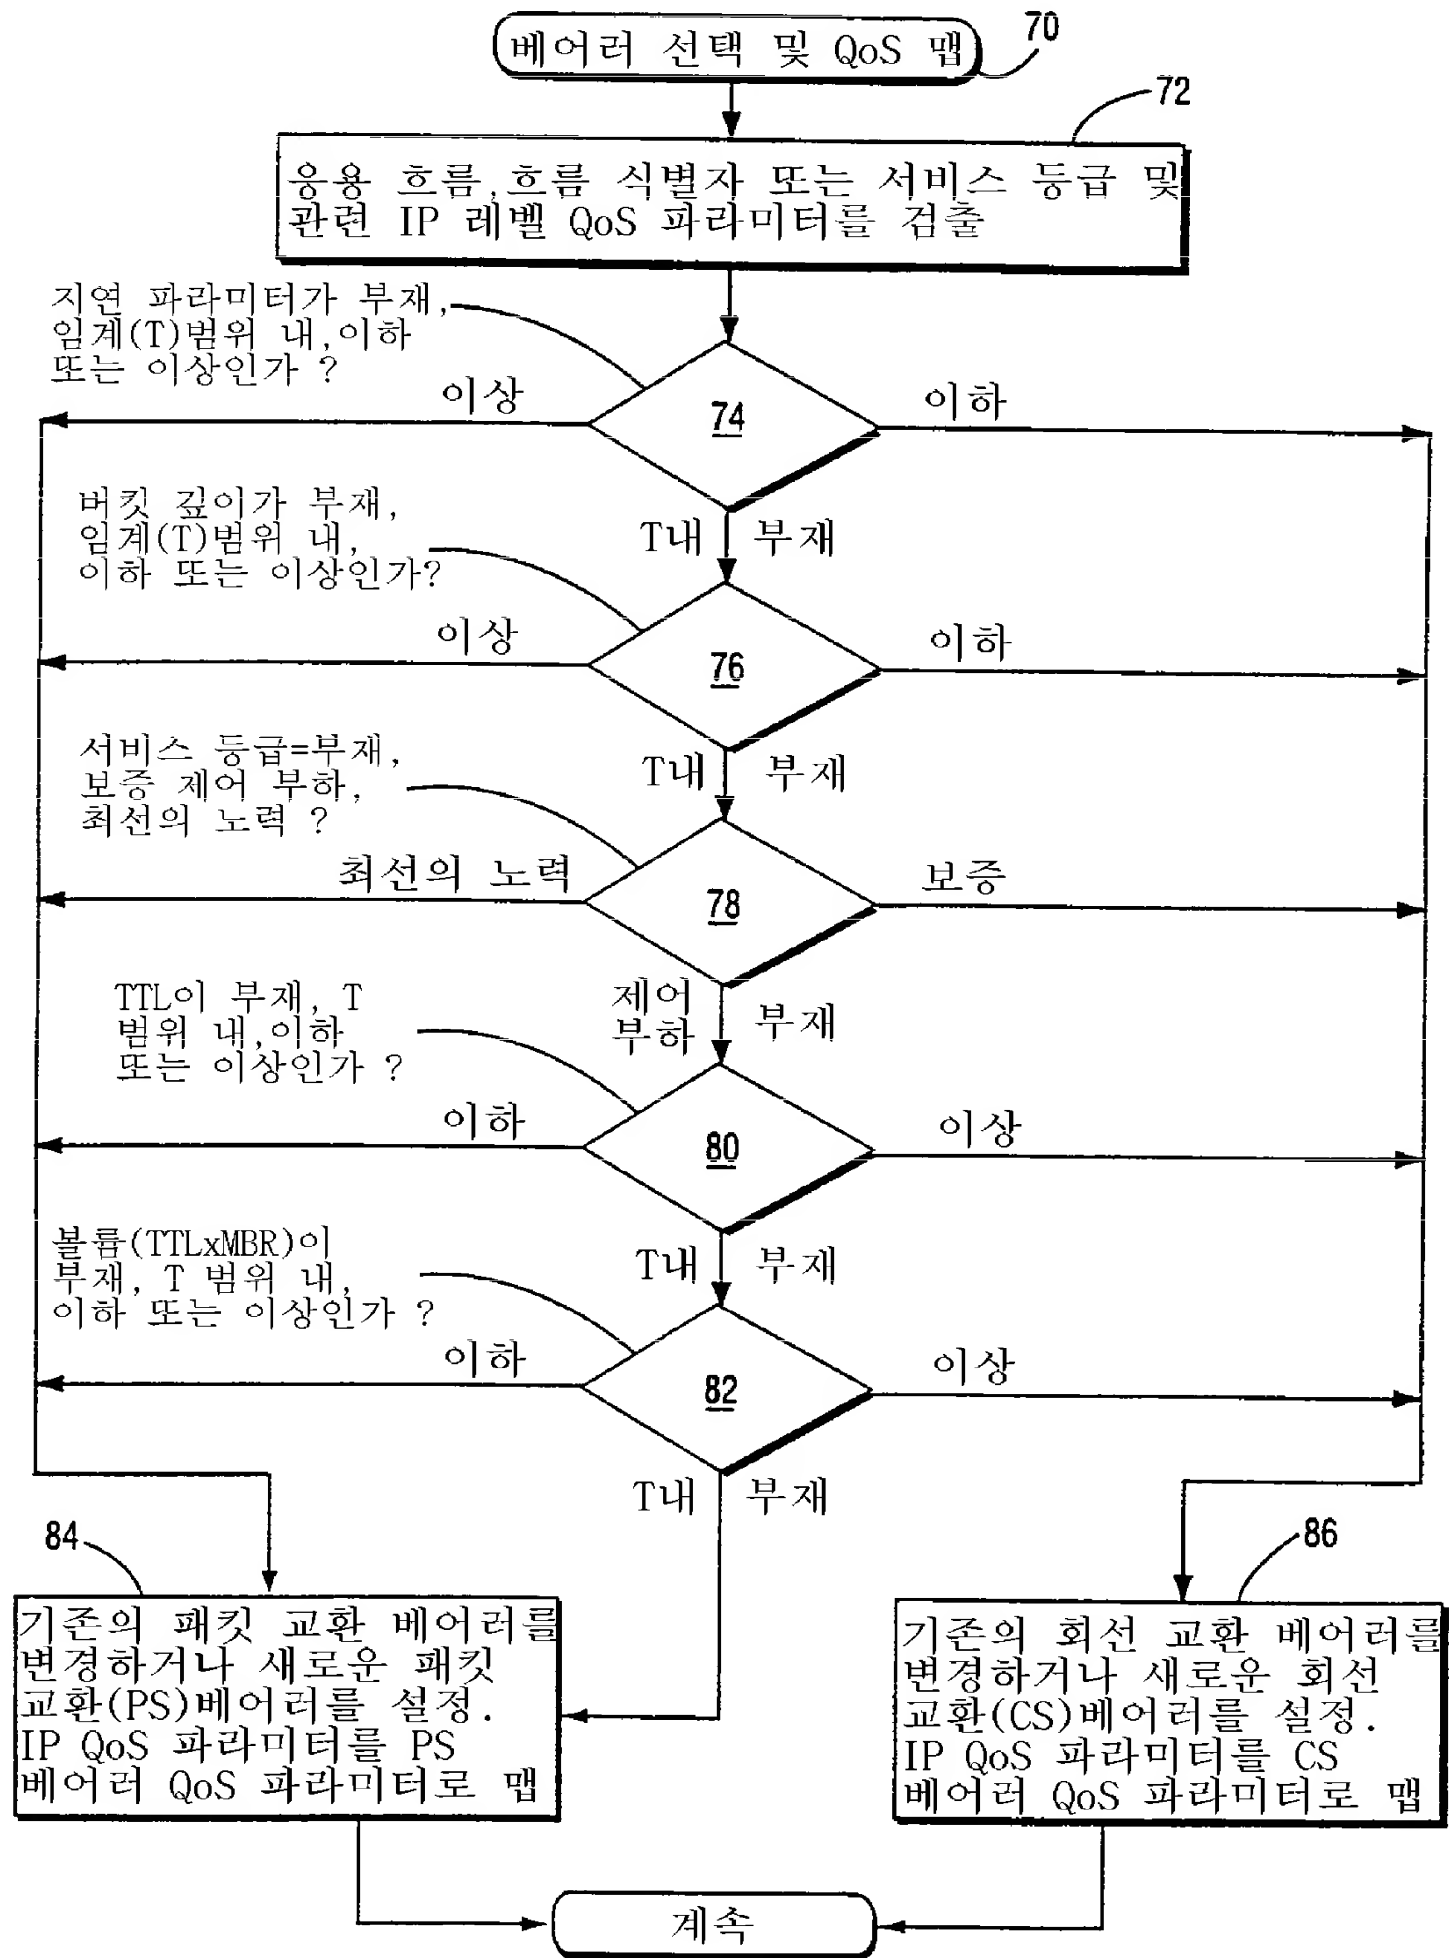 베어러 선택 및 QoS 맵
70
72
응용 흐름,흐름 식별자 또는 서비스 등급 및
관련 IP 레벨 QoS 파라미터를 검출
지연 파라미터가 부재,
임계(T)범위 내,이하
또는 이상인가 ?
이상
74
이하
T내
부재
버킷 깊이가 부재,
임계(T)범위 내,
이하 또는 이상인가?
이상
76
이하
T내
부재
서비스 등급=부재,
보증 제어 부하,
최선의 노력 ?
최선의 노력
78
보증
제어
부하
부재
TTL이 부재, T
범위 내,이하
또는 이상인가 ?
이하
80
이상
T내
부재
볼륨(TTLxMBR)이
부재, T 범위 내,
이하 또는 이상인가 ?
이하
82
이상
T내
부재
84
기존의 패킷 교환 베어러를
변경하거나 새로운 패킷
교환(PS)베어러를 설정.
IP QoS 파라미터를 PS
베어러 QoS 파라미터로 맵
86
기존의 회선 교환 베어러를
변경하거나 새로운 회선
교환(CS)베어러를 설정.
IP QoS 파라미터를 CS
베어러 QoS 파라미터로 맵
계속